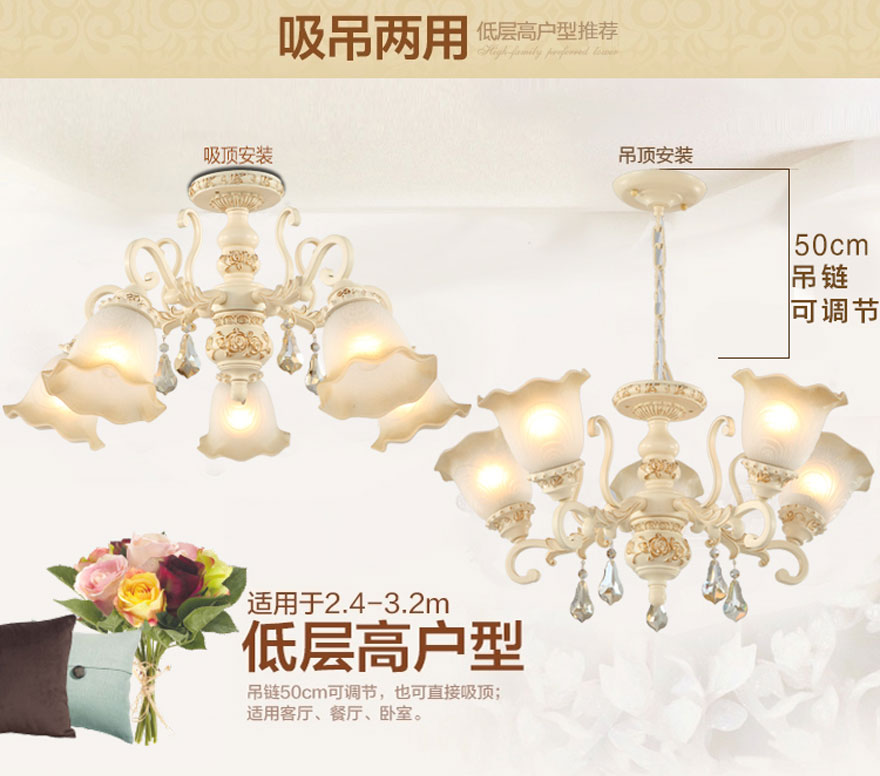 吸吊两用
低层高户型推荐
High-family preferred tower
吸顶安装
吊顶安装
50cm
吊链
可调节
适用于2.4-3.2m
低层高户型
吊链50cm可调节，也可直接吸顶；
适用客厅、餐厅、卧室。